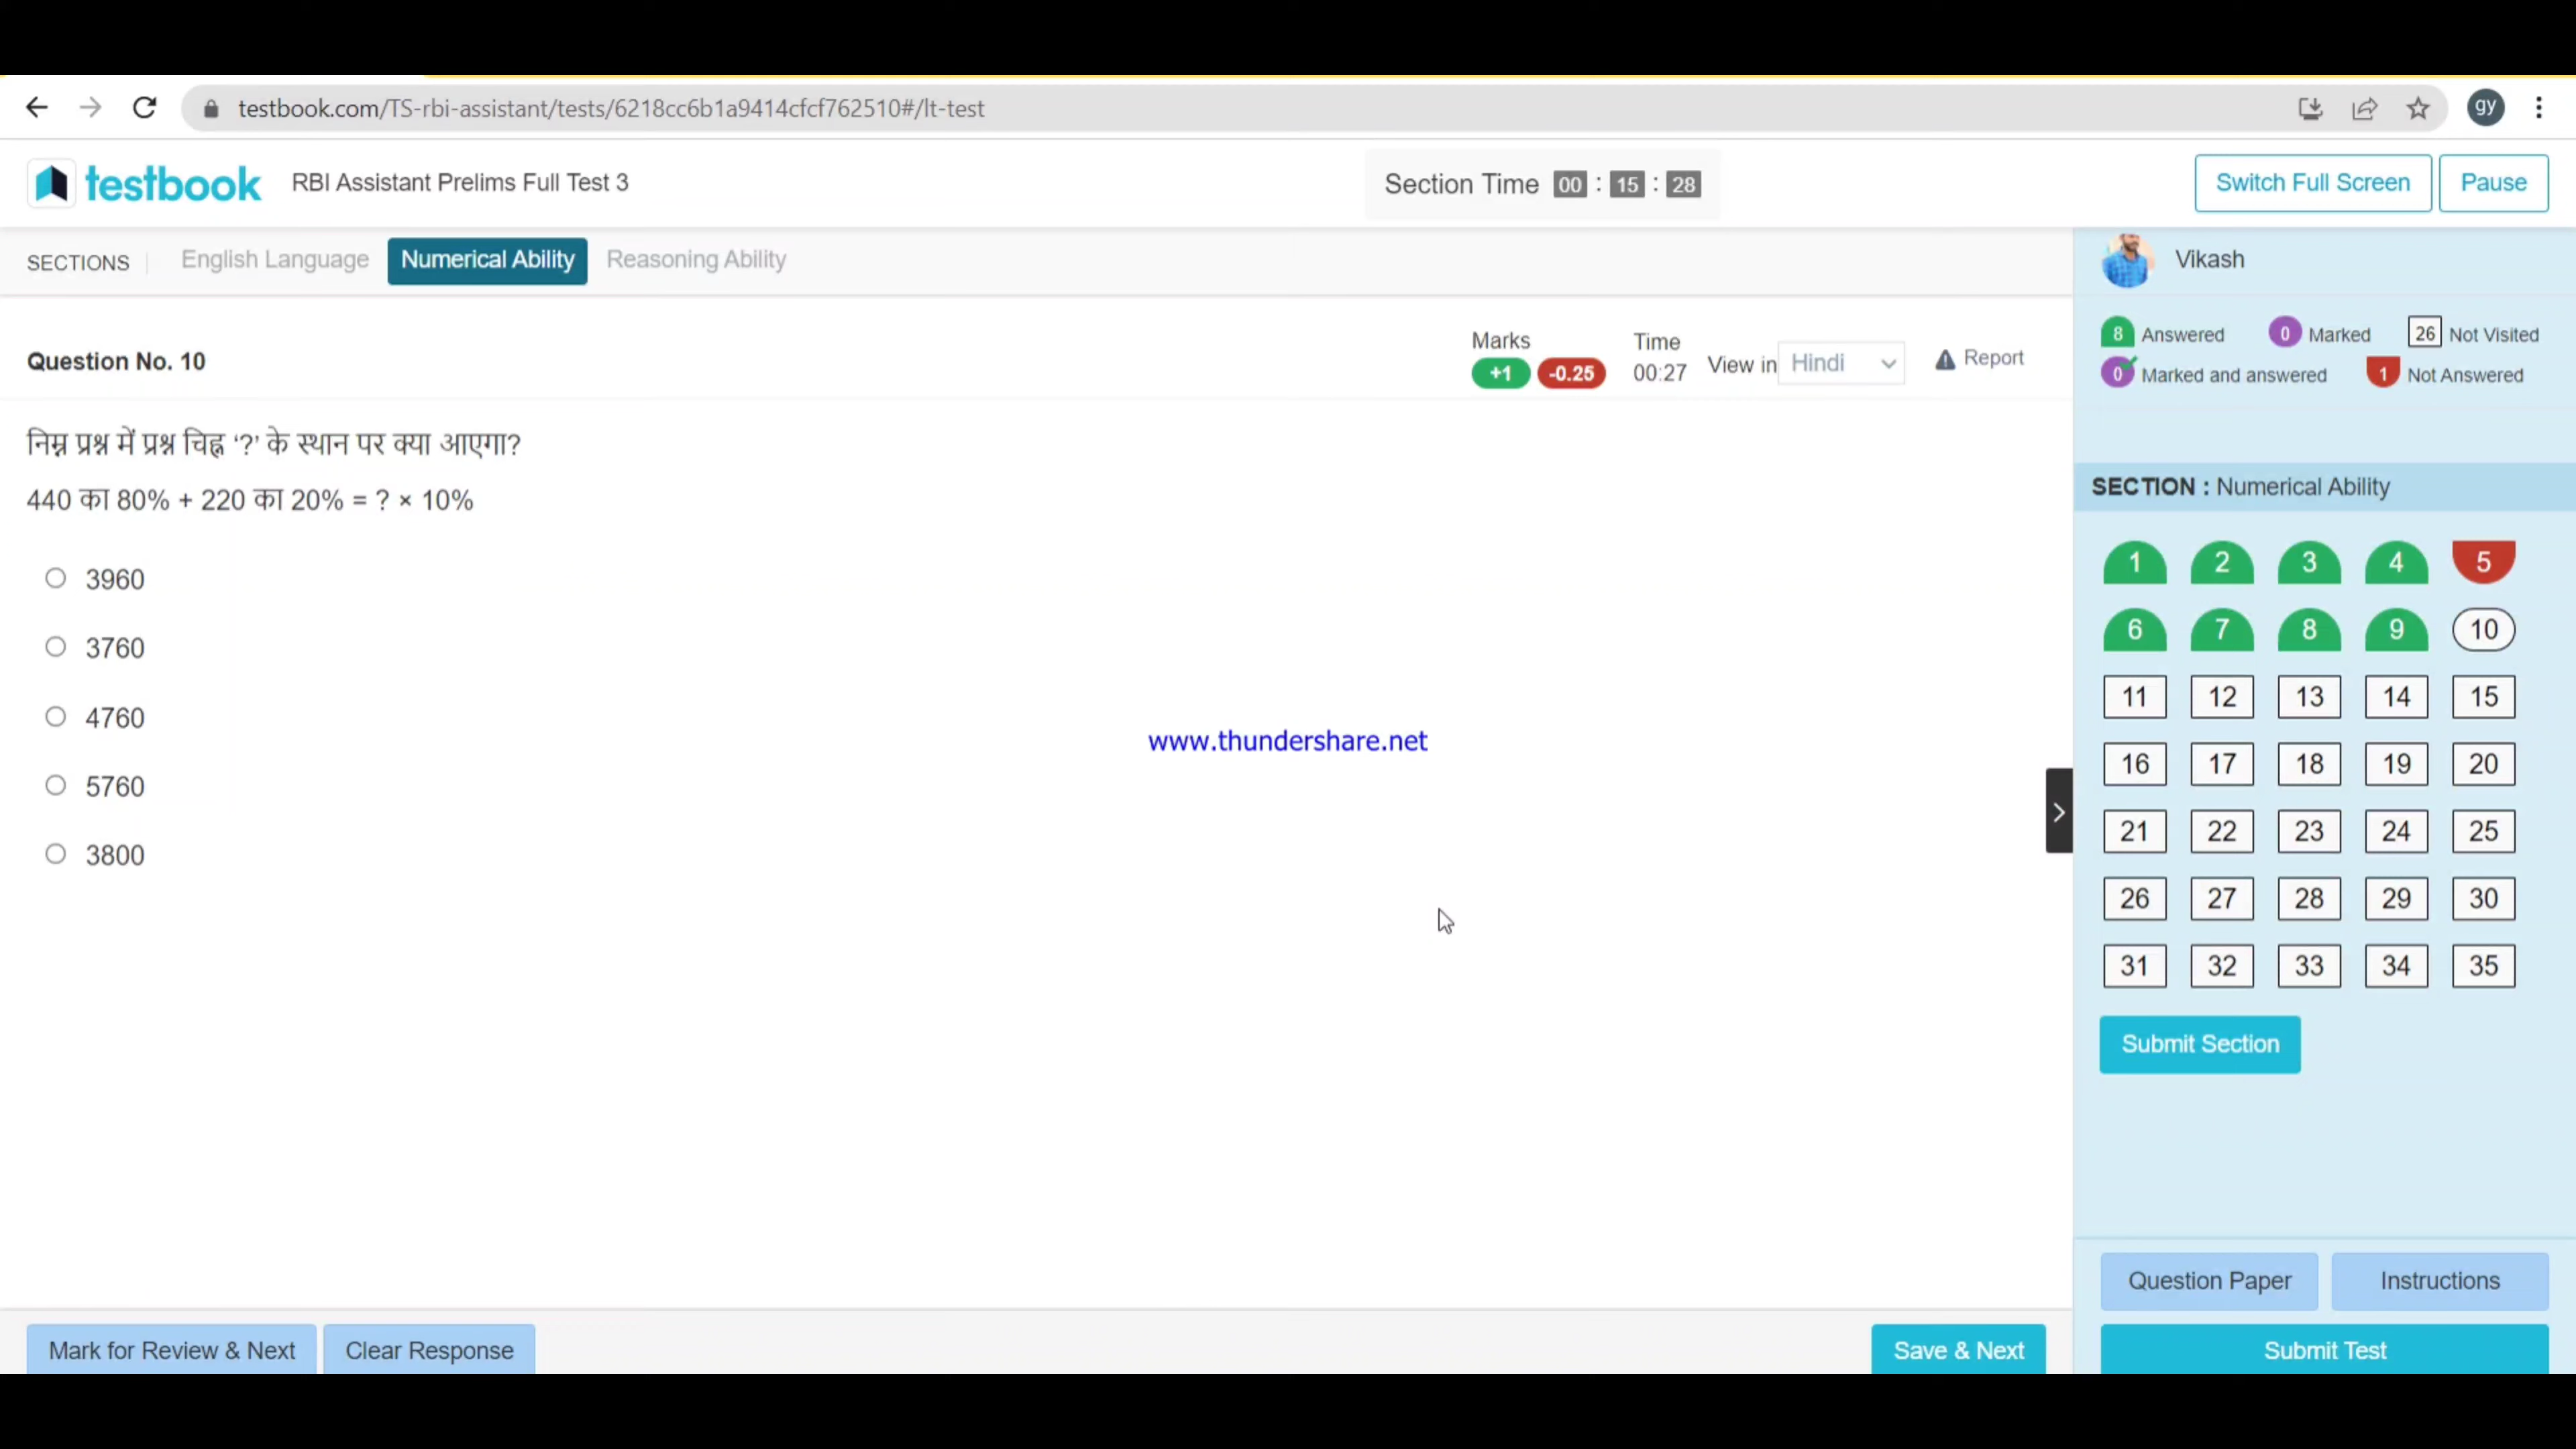 testbook.com/TS-rbi-assistant/tests/6218cc6b1a9414cfcf762510#/lt-test
gy
testbook
RBI Assistant Prelims Full Test 3
Section Time 00 : 15 : 28
Switch Full Screen
Pause
SECTIONS
English Language
Numerical Ability
Reasoning Ability
Vikash
8 Answered
0 Marked
26 Not Visited
0 Marked and answered
1 Not Answered
Question No. 10
Marks
+1 -0.25
Time
00:27
View in Hindi
Report
निम्न प्रश्न में प्रश्न चिह्न ‘?’ के स्थान पर क्या आएगा?
440 का 80% + 220 का 20% = ? × 10%
3960
3760
4760
5760
3800
www.thundershare.net
SECTION : Numerical Ability
1 2 3 4 5
6 7 8 9 10
11 12 13 14 15
16 17 18 19 20
21 22 23 24 25
26 27 28 29 30
31 32 33 34 35
Submit Section
Question Paper
Instructions
Mark for Review & Next
Clear Response
Save & Next
Submit Test